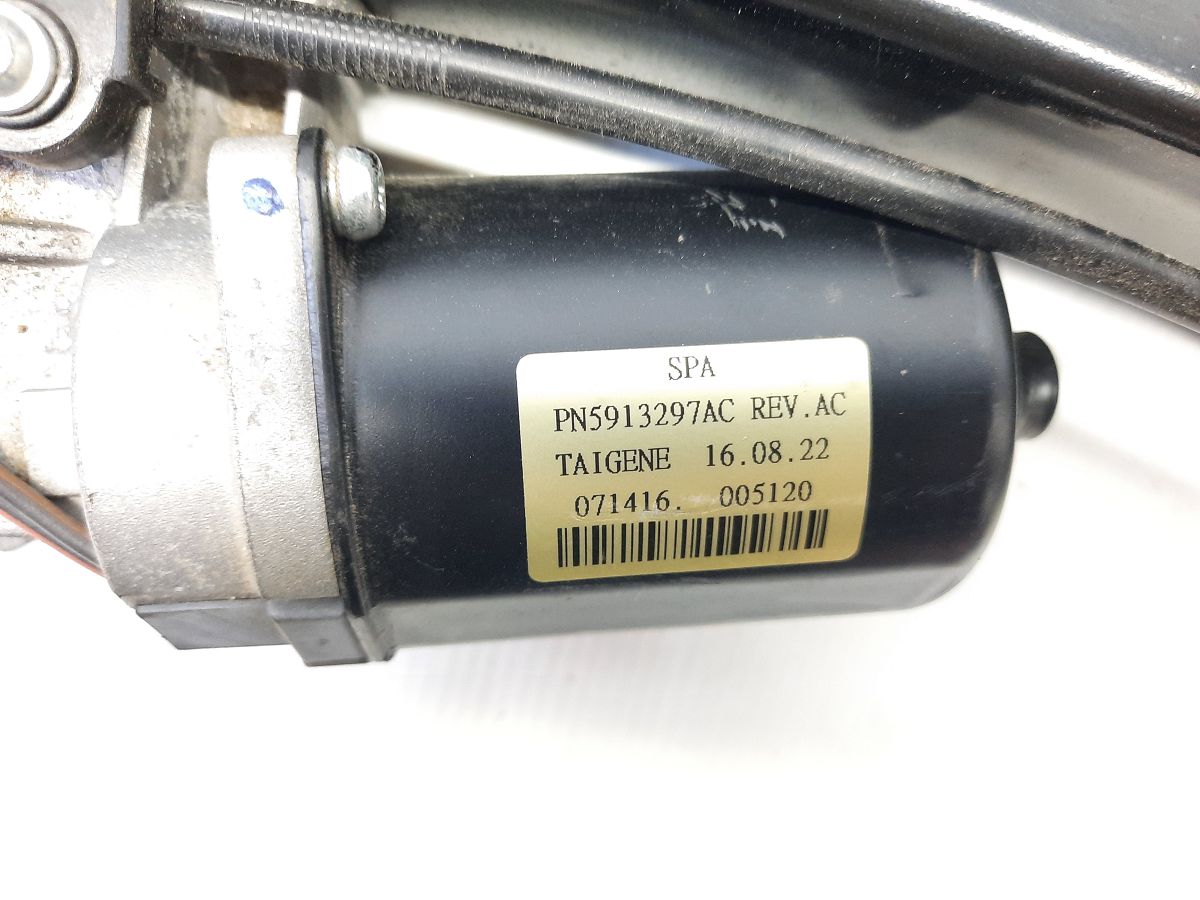 SPA
PN5913297AC REV.AC
TAIGENE 16.08.22
071416. 005120